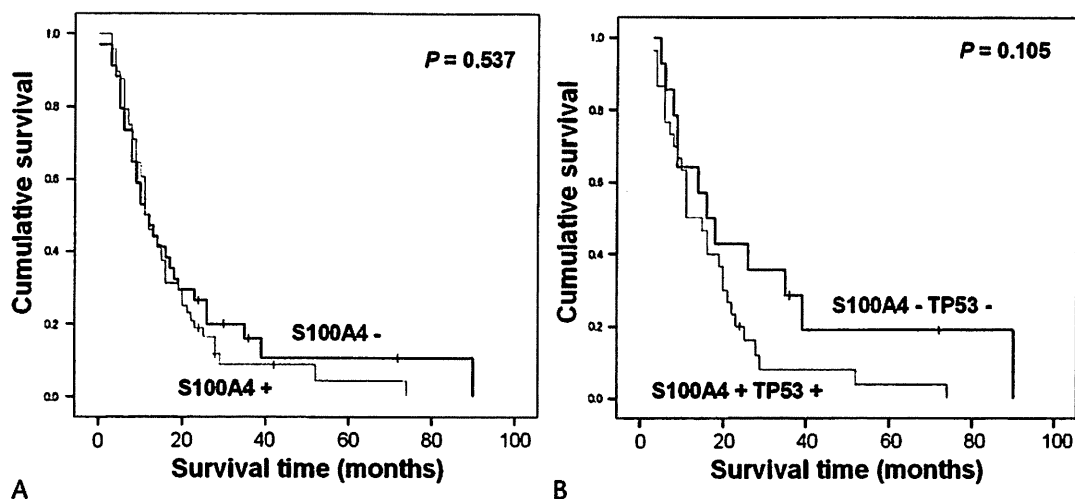 P = 0.537
Cumulative survival
1.0
0.8
0.6
0.4
0.2
0.0
S100A4 -
S100A4 +
0 20 40 60 80 100
Survival time (months)
A
P = 0.105
Cumulative survival
1.0
0.8
0.6
0.4
0.2
0.0
S100A4 - TP53 -
S100A4 + TP53 +
0 20 40 60 80 100
Survival time (months)
B